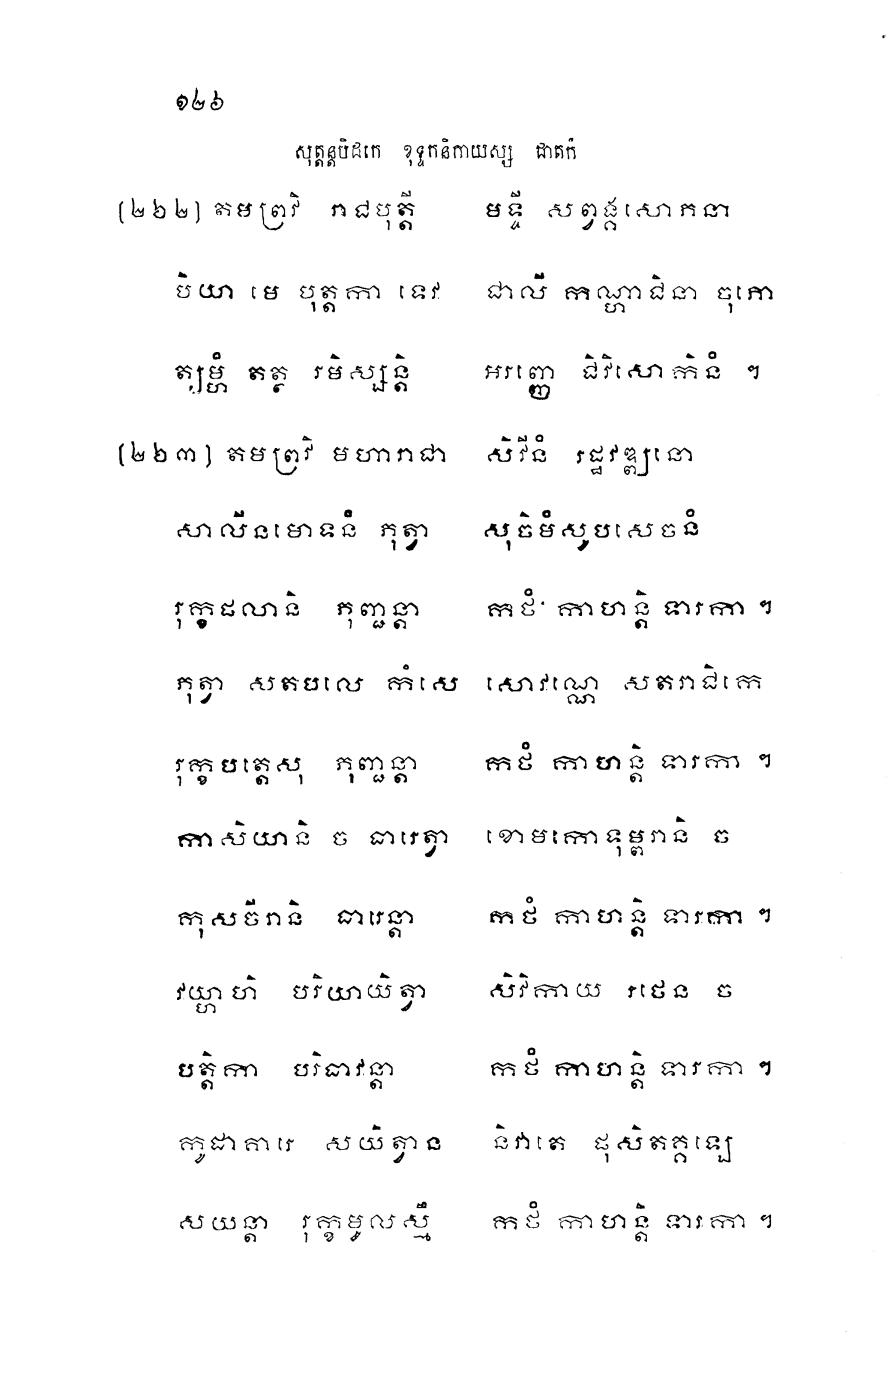 ១២៦
សុត្តន្តបិដកេ ខុទ្ទកនិកាយស្ស ជាតកំ
(២៦២) តមព្រវិ រាជបុត្តី មទ្ទី សព្វង្គសោភនា
បិយា មេ បុត្តកា ទេវ ជាលី កណ្ហាជិនា ចុភោ
ត្យម្ហំ តត្ថ រមិស្សន្តិ អរញ្ញេ ជិវិសោកិនំ ។
(២៦៣) តមព្រវិ មហារាជា សិវីនំ រដ្ឋវឌ្ឍនោ
សាលីនមោទនំ ភុត្វា សុចិមំសូបសេចនំ
រុក្ខផលានិ ភុញ្ជន្តា កថំ កាហន្តិ ទារកា ។
ភុត្វា សតបលេ កំសេ សោវណ្ណេ សតរាជិកេ
រុក្ខបត្តេសុ ភុញ្ជន្តា កថំ កាហន្តិ ទារកា ។
កាសិយានិ ច ធារេត្វា ខោមកោទុម្ពរានិ ច
កុសចីរានិ ធារេន្តា កថំ កាហន្តិ ទារកា ។
វយ្ហាហិ បរិយាយិត្វា សិវិកាយ រថេន ច
បត្តិកា បរិធាវន្តា កថំ កាហន្តិ ទារកា ។
កូដាគារេ សយិត្វាន និវាតេ ផុសិតគ្គឡេ
សយន្តា រុក្ខមូលស្មឹ កថំ កាហន្តិ ទារកា ។